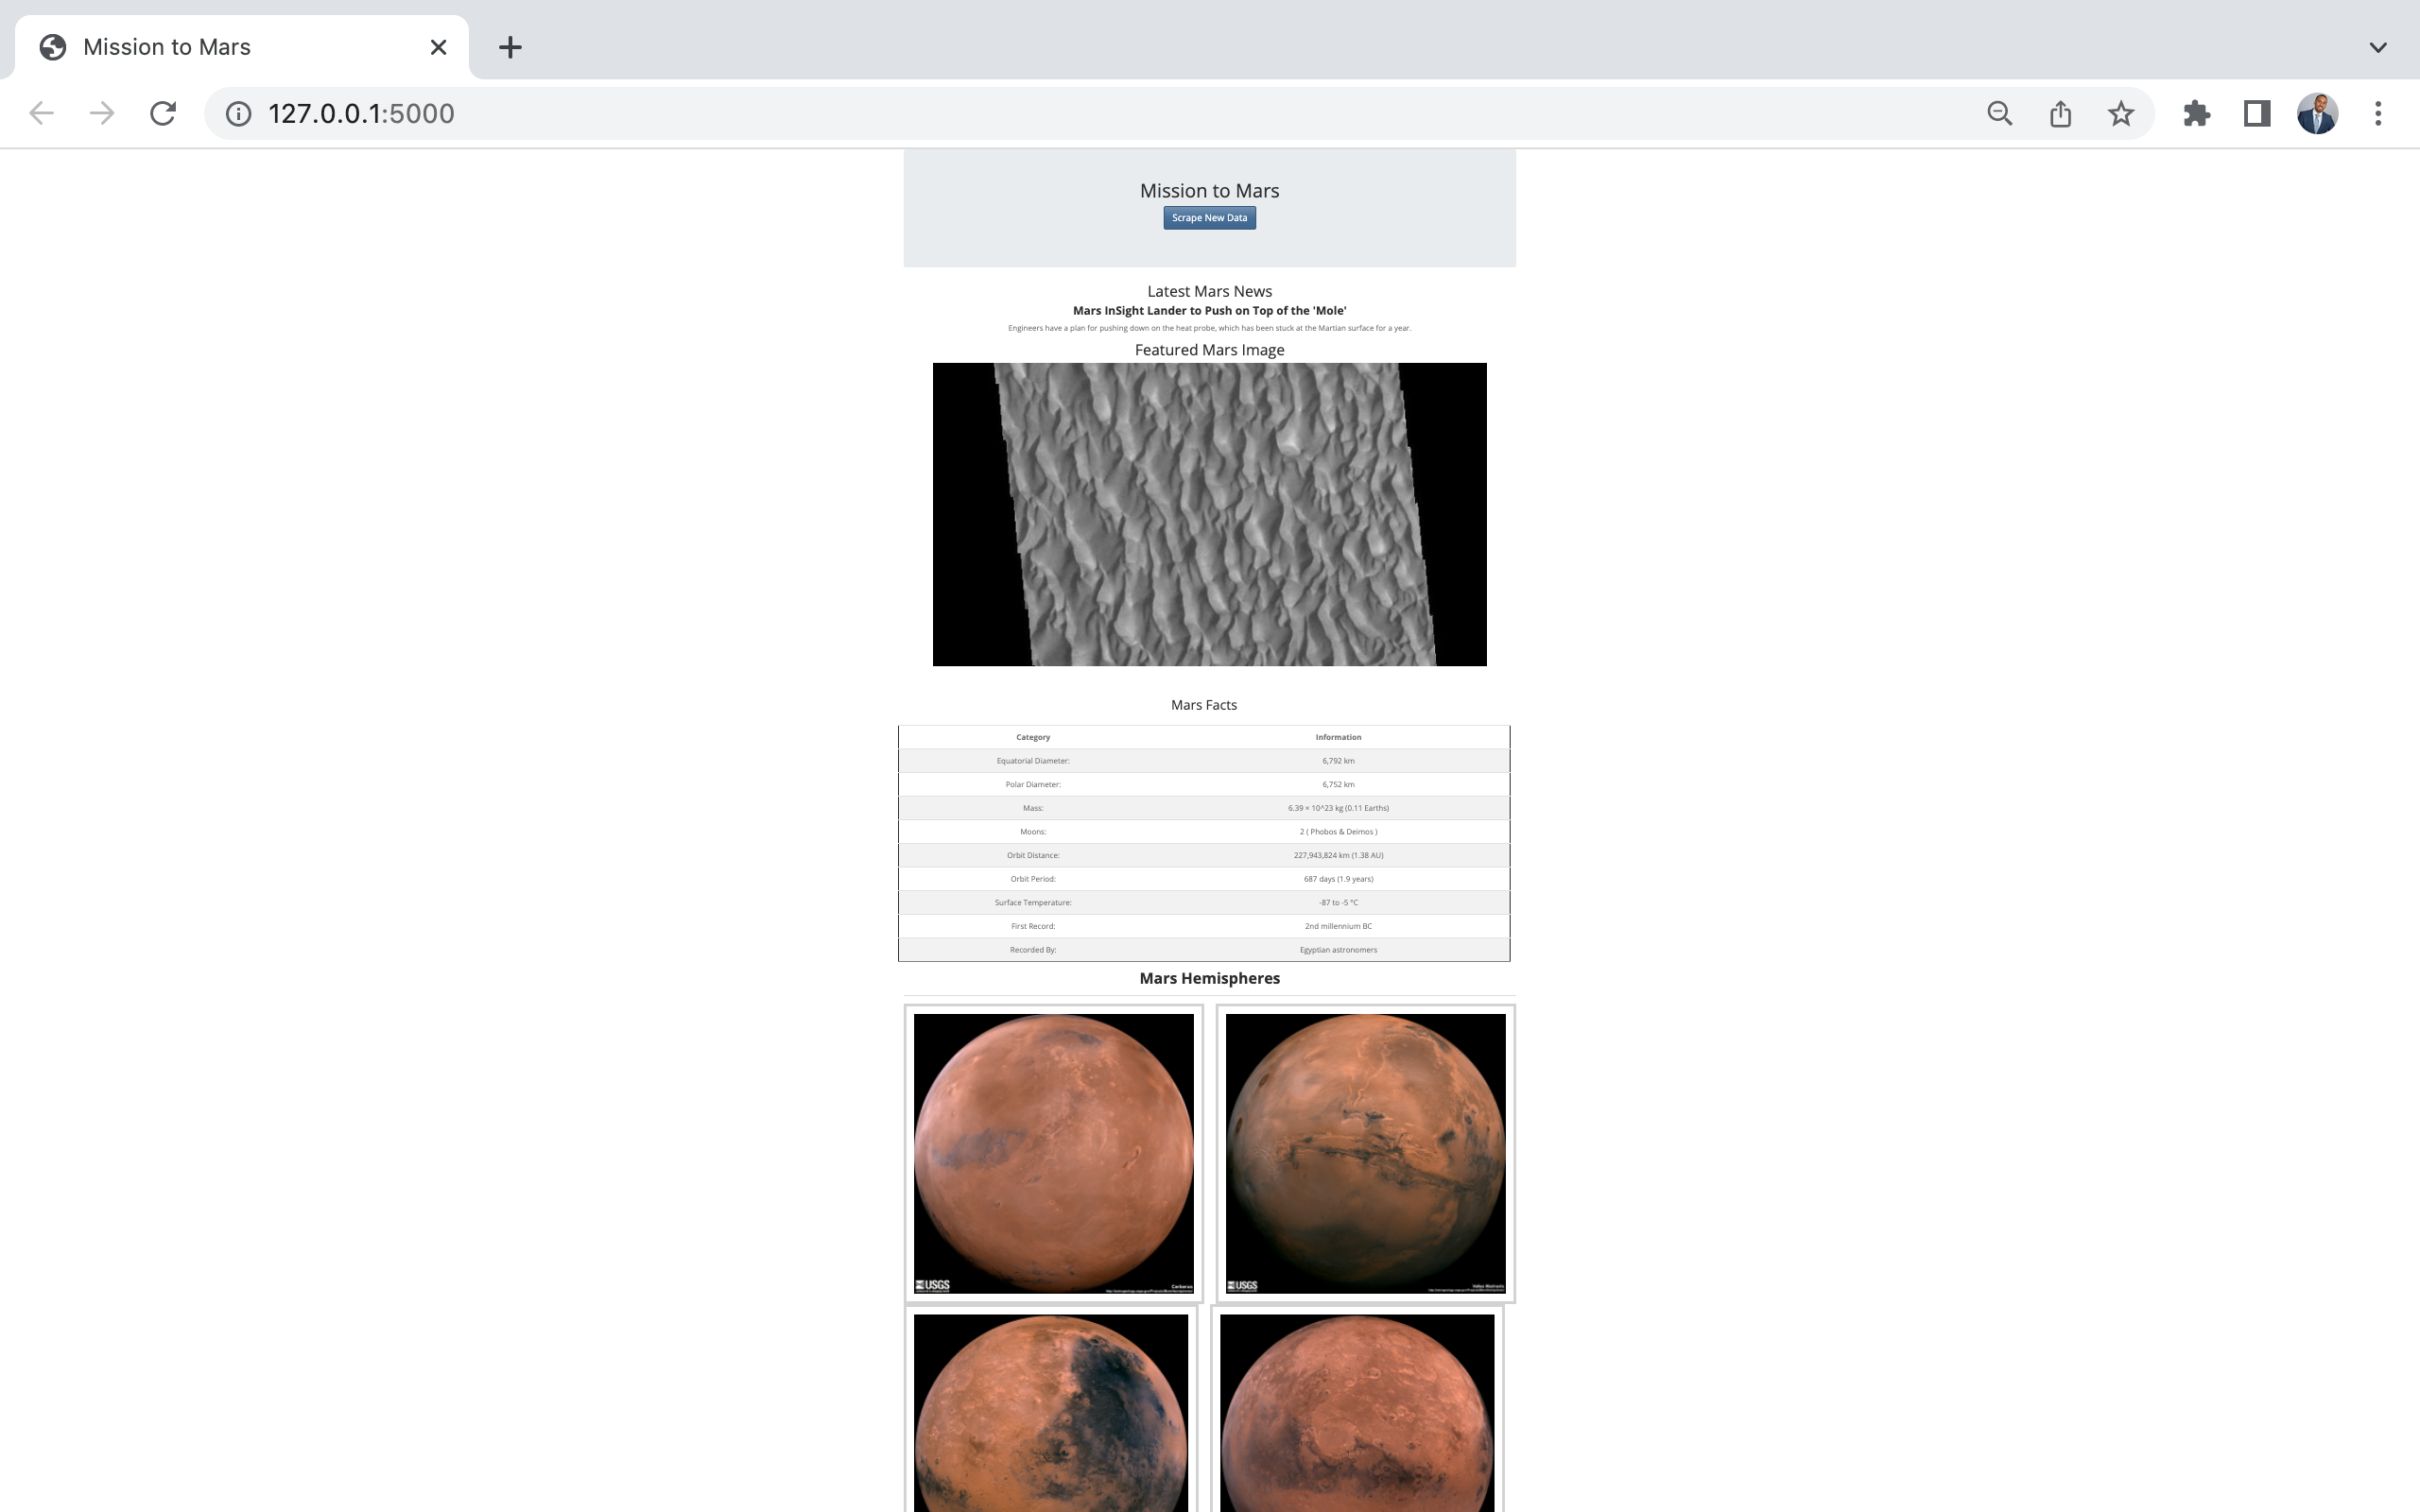 Mission to Mars
127.0.0.1:5000
Mission to Mars
Scrape New Data
Latest Mars News
Mars InSight Lander to Push on Top of the 'Mole'
Engineers have a plan for pushing down on the heat probe, which has been stuck at the Martian surface for a year.
Featured Mars Image
Mars Facts
Category Information
Equatorial Diameter: 6,792 km
Polar Diameter: 6,752 km
Mass: 6.39 × 10^23 kg (0.11 Earths)
Moons: 2 ( Phobos & Deimos )
Orbit Distance: 227,943,824 km (1.38 AU)
Orbit Period: 687 days (1.9 years)
Surface Temperature: -87 to -5 °C
First Record: 2nd millennium BC
Recorded By: Egyptian astronomers
Mars Hemispheres
USGS Cerberus
USGS Valles Marineris